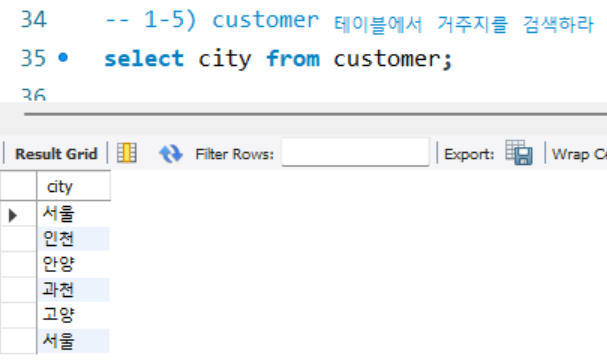 34 -- 1-5) customer 테이블에서 거주지를 검색하라
35 select city from customer;
36
Result Grid Filter Rows: Export: Wrap Ce
city
서울
인천
안양
과천
고양
서울